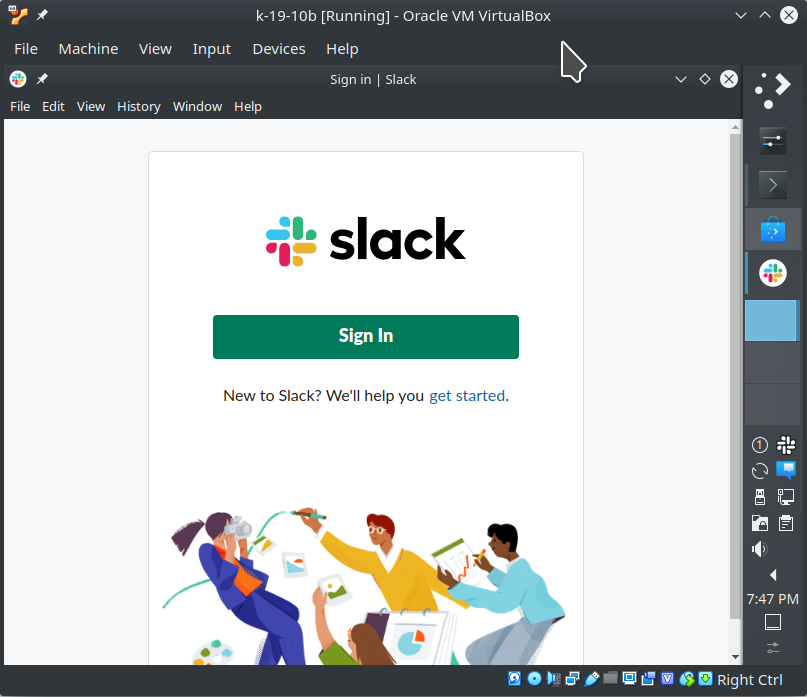 k-19-10b [Running] - Oracle VM VirtualBox
File Machine View Input Devices Help
Sign in | Slack
File Edit View History Window Help
slack
Sign In
New to Slack? We'll help you get started.
1
7:47 PM
V
Right Ctrl